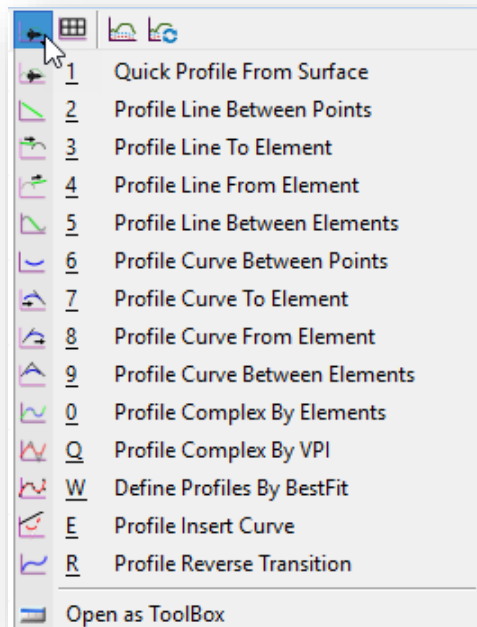 1 Quick Profile From Surface
2 Profile Line Between Points
3 Profile Line To Element
4 Profile Line From Element
5 Profile Line Between Elements
6 Profile Curve Between Points
7 Profile Curve To Element
8 Profile Curve From Element
9 Profile Curve Between Elements
0 Profile Complex By Elements
Q Profile Complex By VPI
W Define Profiles By BestFit
E Profile Insert Curve
R Profile Reverse Transition
Open as ToolBox